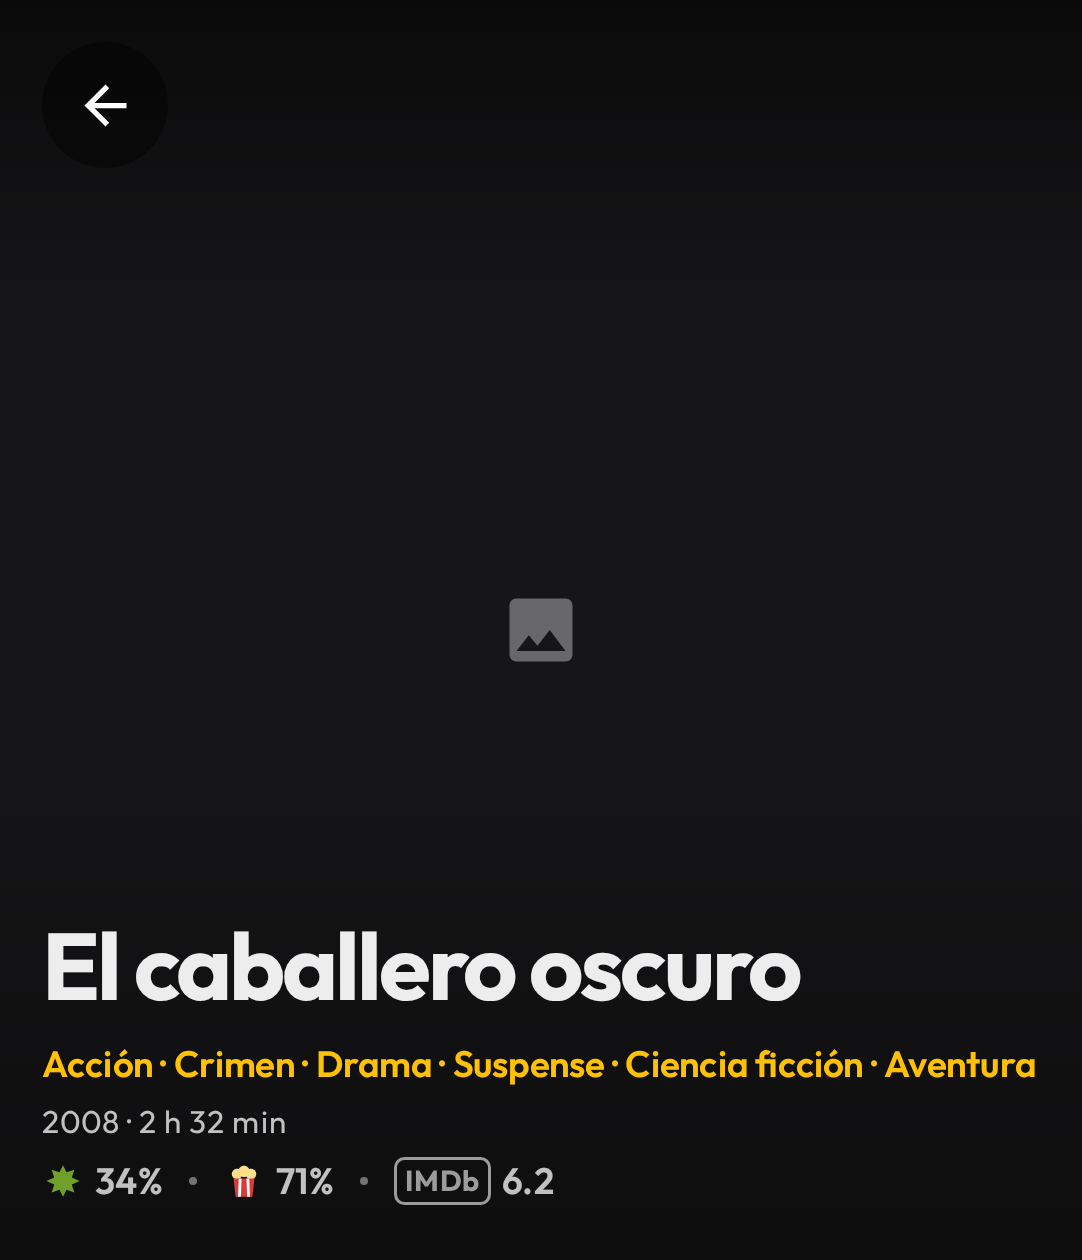 El caballero oscuro
Acción · Crimen · Drama · Suspense · Ciencia ficción · Aventura
2008 · 2 h 32 min
34% • 71% • IMDb 6.2